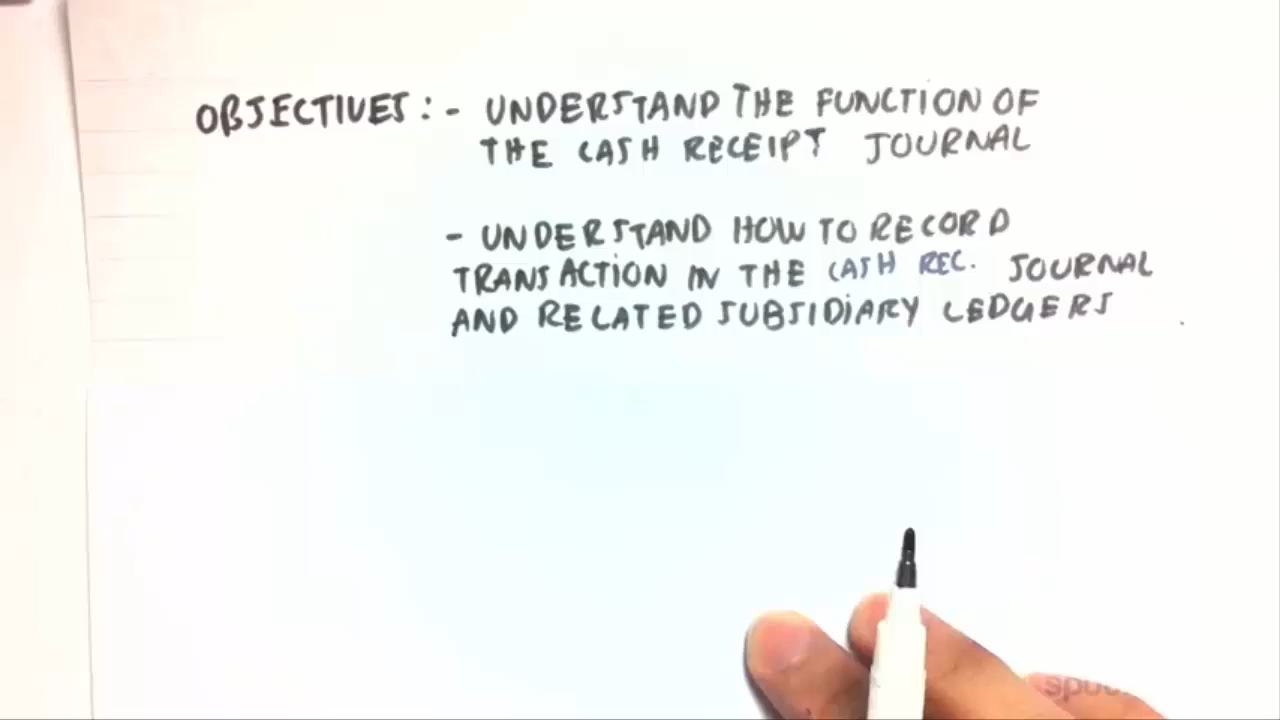 OBJECTIVES : - UNDERSTAND THE FUNCTION OF
THE CASH RECEIPT JOURNAL
- UNDERSTAND HOW TO RECORD
TRANSACTION IN THE CASH REC. JOURNAL
AND RELATED SUBSIDIARY LEDGERS